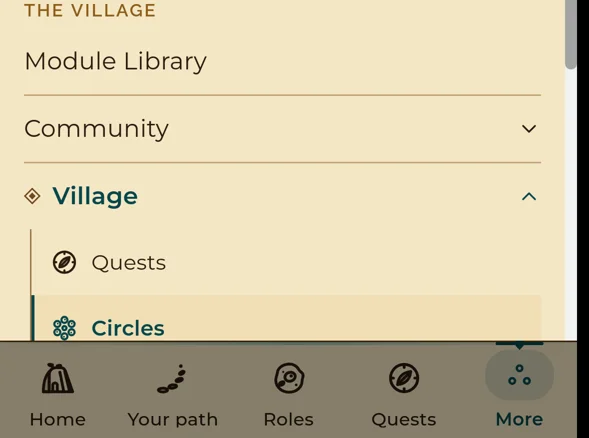 THE VILLAGE
Module Library
Community
Village
Quests
Circles
Home
Your path
Roles
Quests
More